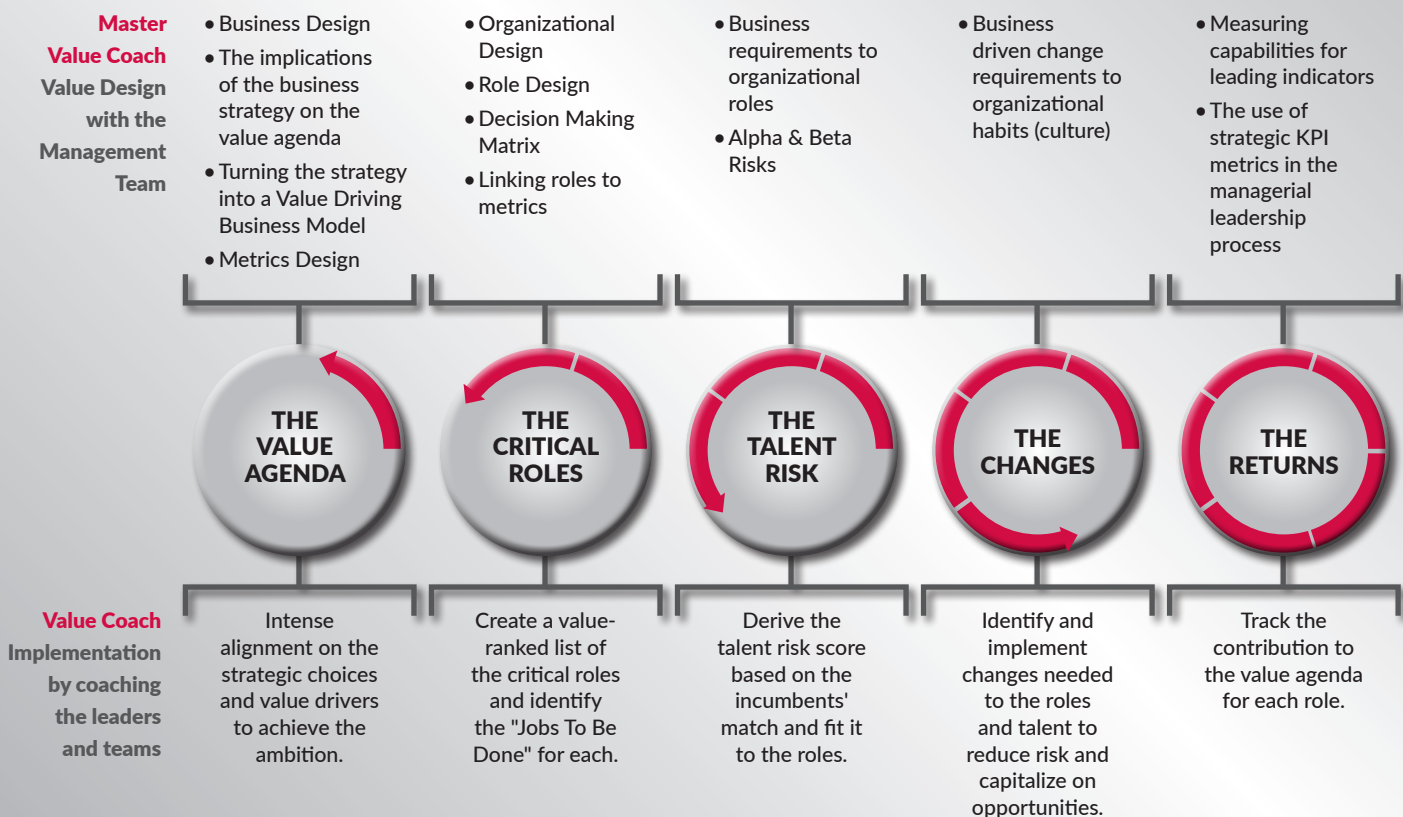 Master
Value Coach
Value Design
with the
Management
Team
• Business Design
• The implications
of the business
strategy on the
value agenda
• Turning the strategy
into a Value Driving
Business Model
• Metrics Design
• Organizational
Design
• Role Design
• Decision Making
Matrix
• Linking roles to
metrics
• Business
requirements to
organizational
roles
• Alpha & Beta
Risks
• Business
driven change
requirements to
organizational
habits (culture)
• Measuring
capabilities for
leading indicators
• The use of
strategic KPI
metrics in the
managerial
leadership
process
THE
VALUE
AGENDA
THE
CRITICAL
ROLES
THE
TALENT
RISK
THE
CHANGES
THE
RETURNS
Value Coach
Implementation
by coaching
the leaders
and teams
Intense
alignment on the
strategic choices
and value drivers
to achieve the
ambition.
Create a value-
ranked list of
the critical roles
and identify
the "Jobs To Be
Done" for each.
Derive the
talent risk score
based on the
incumbents'
match and fit it
to the roles.
Identify and
implement
changes needed
to the roles
and talent to
reduce risk and
capitalize on
opportunities.
Track the
contribution to
the value agenda
for each role.